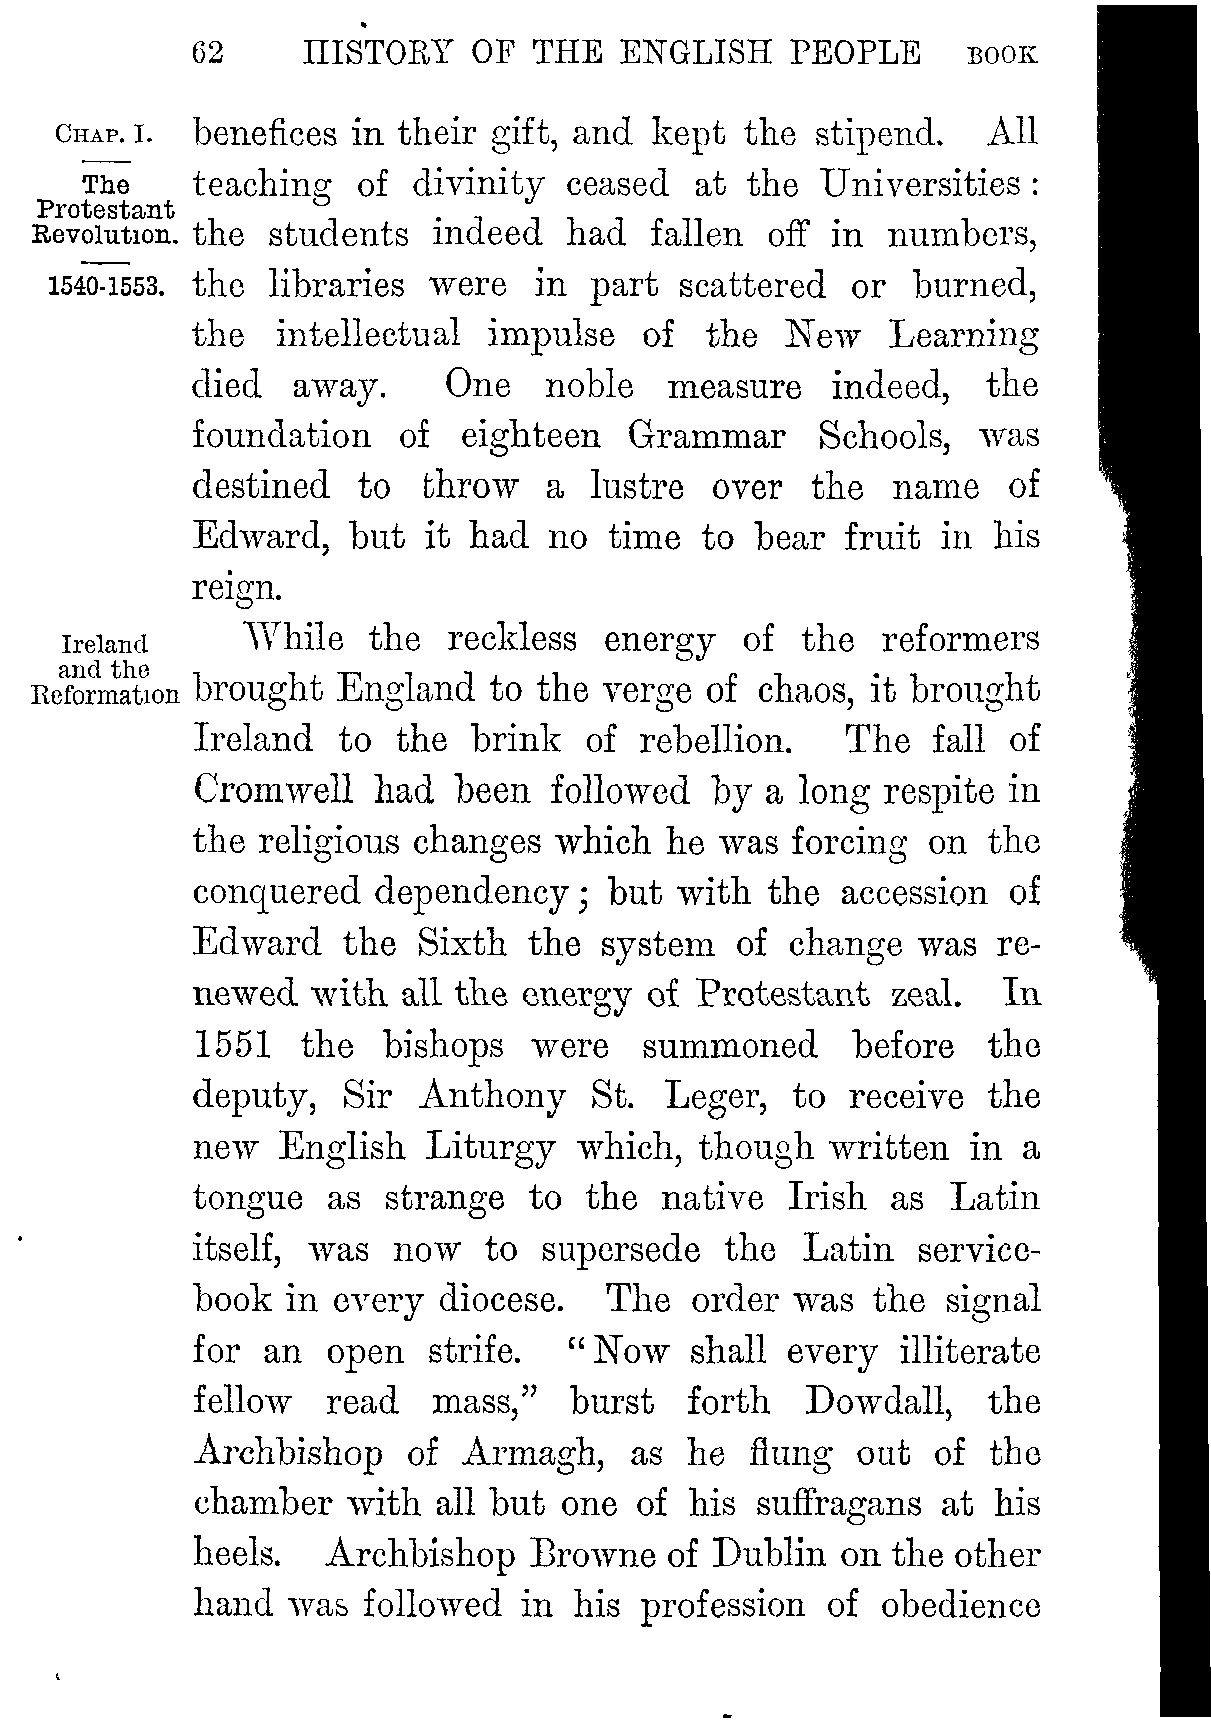 62 HISTORY OF THE ENGLISH PEOPLE BOOK
CHAP. I.
The
Protestant
Revolution.
1540-1553.
benefices in their gift, and kept the stipend. All
teaching of divinity ceased at the Universities :
the students indeed had fallen off in numbers,
the libraries were in part scattered or burned,
the intellectual impulse of the New Learning
died away. One noble measure indeed, the
foundation of eighteen Grammar Schools, was
destined to throw a lustre over the name of
Edward, but it had no time to bear fruit in his
reign.
Ireland
and the
Reformation
While the reckless energy of the reformers
brought England to the verge of chaos, it brought
Ireland to the brink of rebellion. The fall of
Cromwell had been followed by a long respite in
the religious changes which he was forcing on the
conquered dependency ; but with the accession of
Edward the Sixth the system of change was re-
newed with all the energy of Protestant zeal. In
1551 the bishops were summoned before the
deputy, Sir Anthony St. Leger, to receive the
new English Liturgy which, though written in a
tongue as strange to the native Irish as Latin
itself, was now to supersede the Latin service-
book in every diocese. The order was the signal
for an open strife. "Now shall every illiterate
fellow read mass," burst forth Dowdall, the
Archbishop of Armagh, as he flung out of the
chamber with all but one of his suffragans at his
heels. Archbishop Browne of Dublin on the other
hand was followed in his profession of obedience